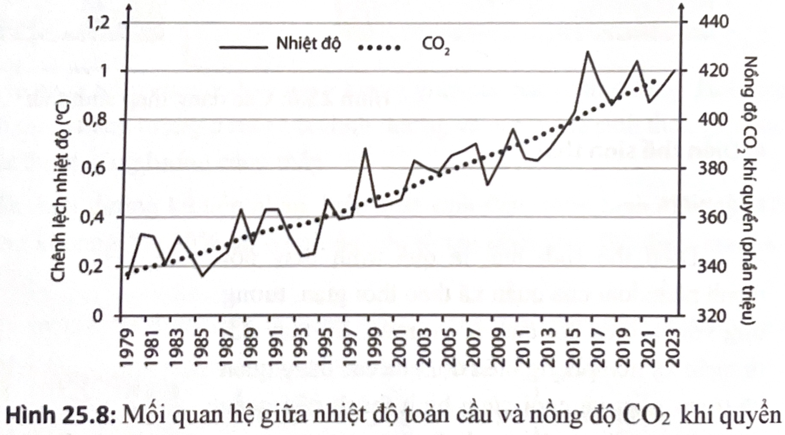 1,2
1
0,8
0,6
0,4
0,2
0
Chênh lệch nhiệt độ (°C)
Nhiệt độ
CO2
440
420
400
380
360
340
320
Nồng độ CO2 khí quyển (phần triệu)
1979 1981 1983 1985 1987 1989 1991 1993 1995 1997 1999 2001 2003 2005 2007 2009 2011 2013 2015 2017 2019 2021 2023
Hình 25.8: Mối quan hệ giữa nhiệt độ toàn cầu và nồng độ CO2 khí quyển